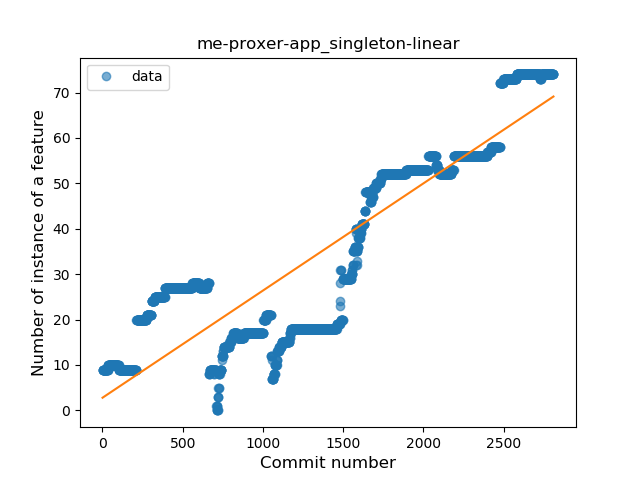 me-proxer-app_singleton-linear
data
Number of instance of a feature
70
60
50
40
30
20
10
0
0 500 1000 1500 2000 2500
Commit number